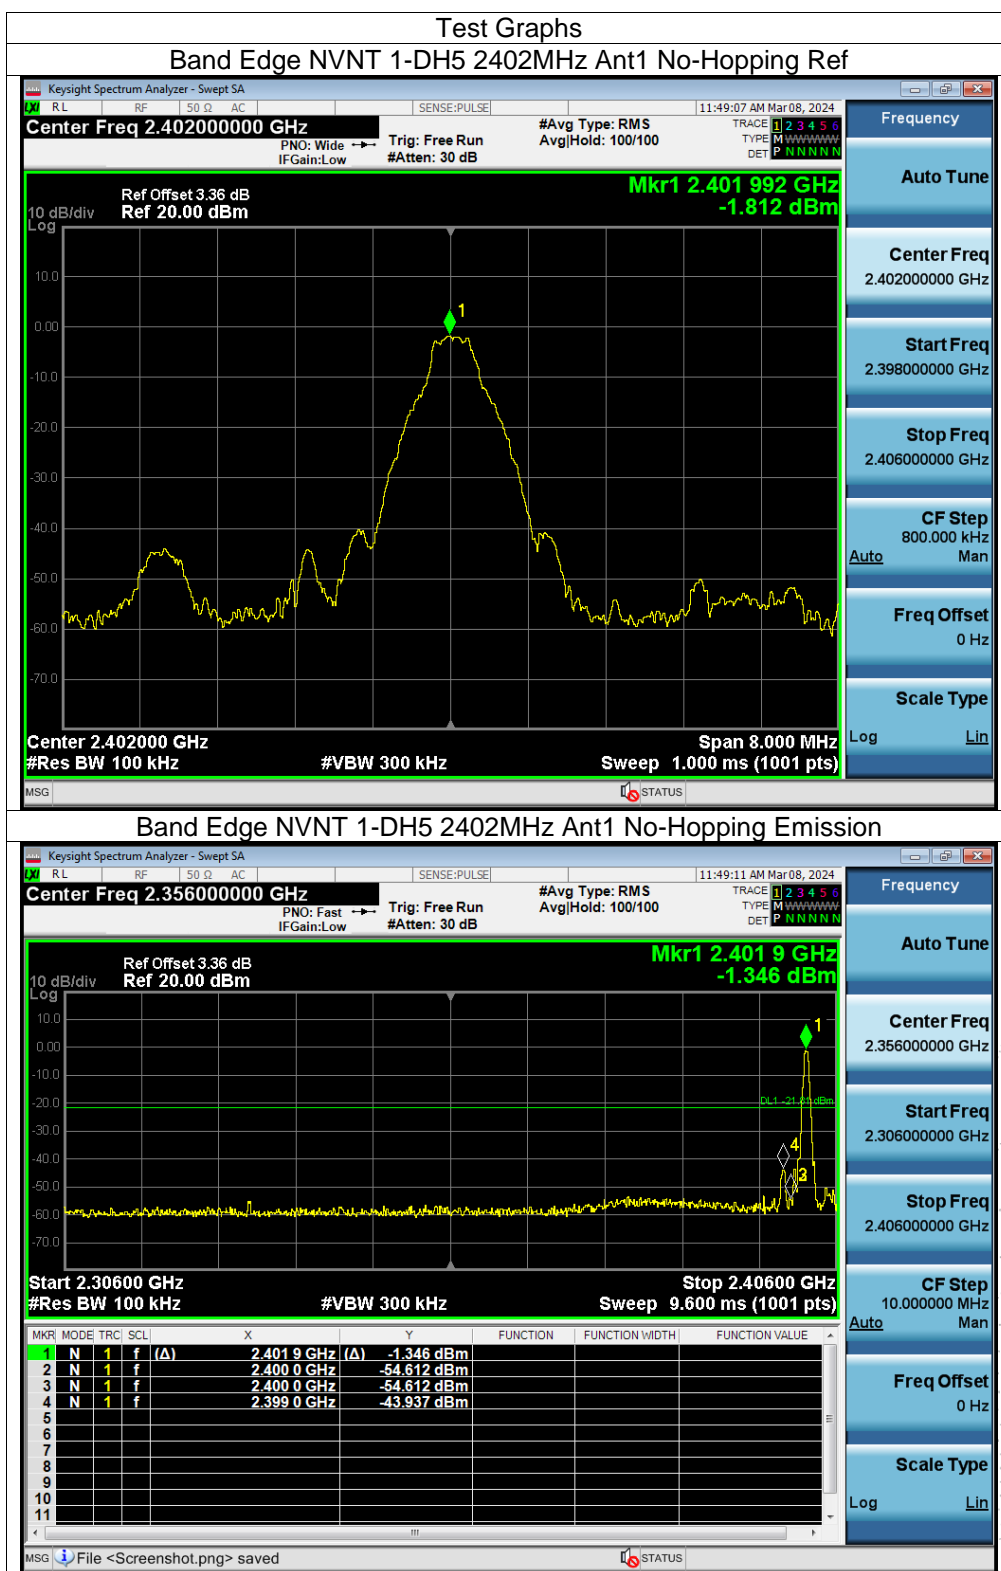 Test Graphs
Band Edge NVNT 1-DH5 2402MHz Ant1 No-Hopping Ref
Keysight Spectrum Analyzer - Swept SA
LXI RL RF 50 Ω AC SENSE:PULSE 11:49:07 AM Mar 08, 2024
Center Freq 2.402000000 GHz
PNO: Wide
IFGain:Low
Trig: Free Run
#Atten: 30 dB
#Avg Type: RMS
Avg|Hold: 100/100
TRACE 1 2 3 4 5 6
TYPE M W W W W W
DET P N N N N N
Frequency
Auto Tune
Center Freq
2.402000000 GHz
Start Freq
2.398000000 GHz
Stop Freq
2.406000000 GHz
CF Step
800.000 kHz
Auto Man
Freq Offset
0 Hz
Scale Type
Log Lin
Mkr1 2.401 992 GHz
-1.812 dBm
Ref Offset 3.36 dB
10 dB/div Ref 20.00 dBm
Log
10.0
0.00
-10.0
-20.0
-30.0
-40.0
-50.0
-60.0
-70.0
1
Center 2.402000 GHz Span 8.000 MHz
#Res BW 100 kHz #VBW 300 kHz Sweep 1.000 ms (1001 pts)
MSG STATUS
Band Edge NVNT 1-DH5 2402MHz Ant1 No-Hopping Emission
Keysight Spectrum Analyzer - Swept SA
LXI RL RF 50 Ω AC SENSE:PULSE 11:49:11 AM Mar 08, 2024
Center Freq 2.356000000 GHz
PNO: Fast
IFGain:Low
Trig: Free Run
#Atten: 30 dB
#Avg Type: RMS
Avg|Hold: 100/100
TRACE 1 2 3 4 5 6
TYPE M W W W W W
DET P N N N N N
Frequency
Auto Tune
Center Freq
2.356000000 GHz
Start Freq
2.306000000 GHz
Stop Freq
2.406000000 GHz
CF Step
10.000000 MHz
Auto Man
Freq Offset
0 Hz
Scale Type
Log Lin
Mkr1 2.401 9 GHz
-1.346 dBm
Ref Offset 3.36 dB
10 dB/div Ref 20.00 dBm
Log
10.0
0.00
-10.0
-20.0
-30.0
-40.0
-50.0
-60.0
-70.0
1
DL1 -21.81 dBm
4
3
Start 2.30600 GHz Stop 2.40600 GHz
#Res BW 100 kHz #VBW 300 kHz Sweep 9.600 ms (1001 pts)
MKR MODE TRC SCL X Y FUNCTION FUNCTION WIDTH FUNCTION VALUE
1 N 1 f (Δ) 2.401 9 GHz (Δ) -1.346 dBm
2 N 1 f 2.400 0 GHz -54.612 dBm
3 N 1 f 2.400 0 GHz -54.612 dBm
4 N 1 f 2.399 0 GHz -43.937 dBm
5
6
7
8
9
10
11
MSG File <Screenshot.png> saved STATUS